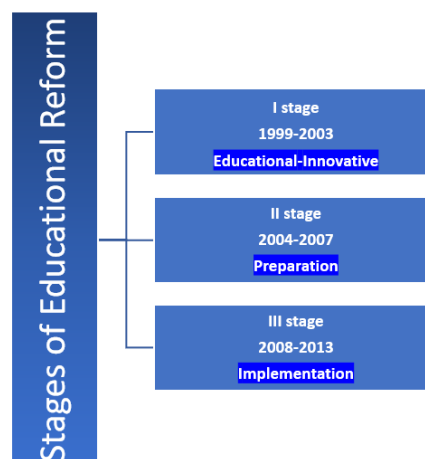 Stages of Educational Reform
I stage
1999-2003
Educational-Innovative
II stage
2004-2007
Preparation
III stage
2008-2013
Implementation